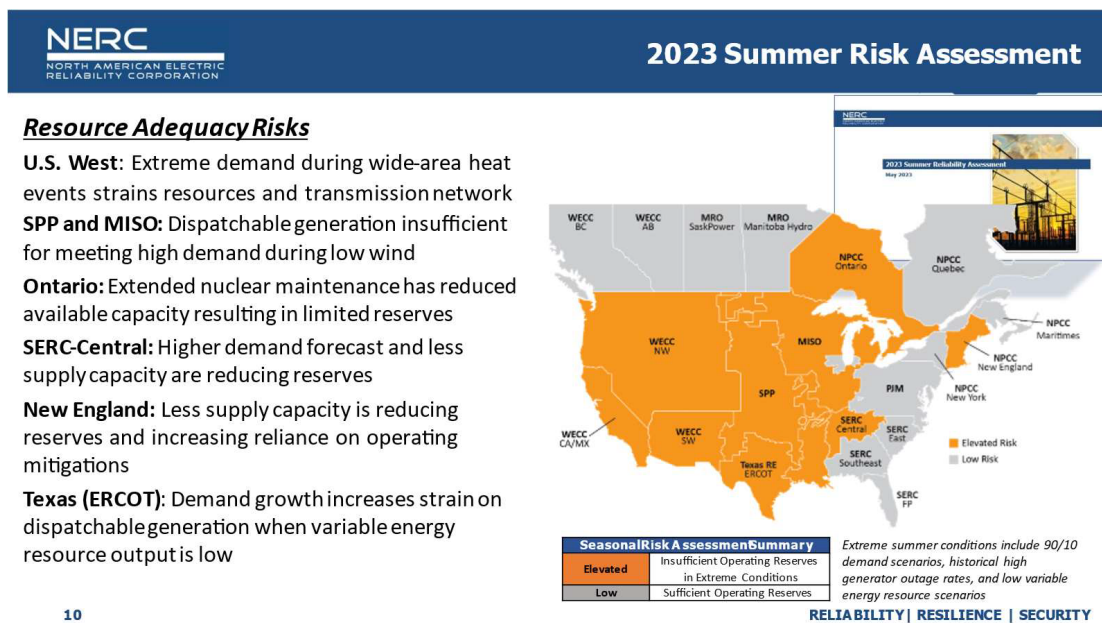 NERC
NORTH AMERICAN ELECTRIC
RELIABILITY CORPORATION
2023 Summer Risk Assessment
Resource Adequacy Risks
U.S. West: Extreme demand during wide-area heat
events strains resources and transmission network
SPP and MISO: Dispatchable generation insufficient
for meeting high demand during low wind
Ontario: Extended nuclear maintenance has reduced
available capacity resulting in limited reserves
SERC-Central: Higher demand forecast and less
supply capacity are reducing reserves
New England: Less supply capacity is reducing
reserves and increasing reliance on operating
mitigations
Texas (ERCOT): Demand growth increases strain on
dispatchable generation when variable energy
resource output is low
NERC
2023 Summer Reliability Assessment
May 2023
WECC
BC
WECC
AB
MRO
SaskPower
MRO
Manitoba Hydro
NPCC
Ontario
NPCC
Quebec
NPCC
Maritimes
NPCC
New England
NPCC
New York
WECC
NW
MISO
SPP
PJM
WECC
CA/MX
WECC
SW
SERC
Central
SERC
East
SERC
Southeast
Texas RE
ERCOT
SERC
FP
Elevated Risk
Low Risk
Seasonal Risk Assessment Summary
Elevated
Insufficient Operating Reserves
in Extreme Conditions
Low
Sufficient Operating Reserves
Extreme summer conditions include 90/10
demand scenarios, historical high
generator outage rates, and low variable
energy resource scenarios
10
RELIABILITY | RESILIENCE | SECURITY